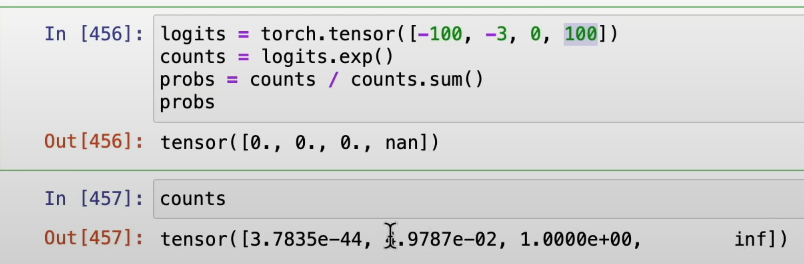 In [456]: logits = torch.tensor([-100, -3, 0, 100])
counts = logits.exp()
probs = counts / counts.sum()
probs
Out[456]: tensor([0., 0., 0., nan])
In [457]: counts
Out[457]: tensor([3.7835e-44, .9787e-02, 1.0000e+00, inf])